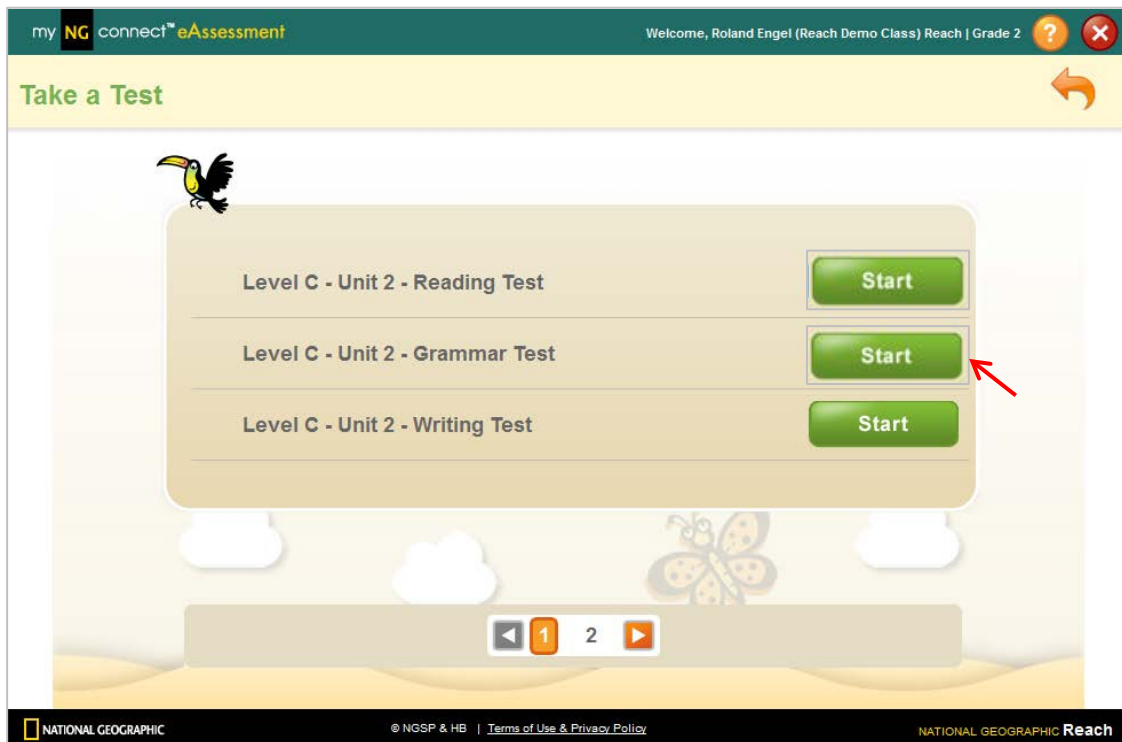 my NG connect™ eAssessment
Welcome, Roland Engel (Reach Demo Class) Reach | Grade 2 ?
Take a Test
Level C - Unit 2 - Reading Test Start
Level C - Unit 2 - Grammar Test Start
Level C - Unit 2 - Writing Test Start
1 2
NATIONAL GEOGRAPHIC © NGSP & HB | Terms of Use & Privacy Policy NATIONAL GEOGRAPHIC Reach